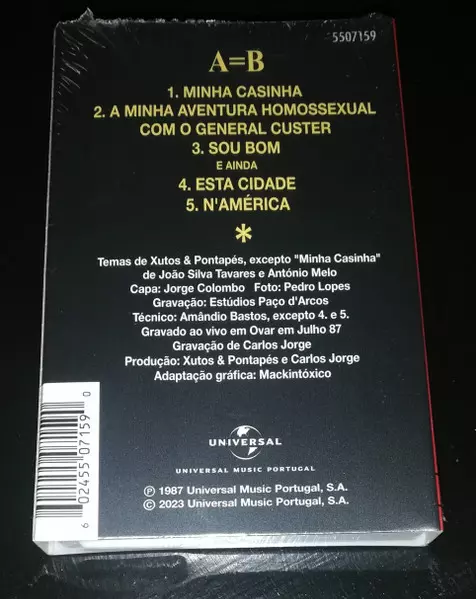 5507159
A=B
1. MINHA CASINHA
2. A MINHA AVENTURA HOMOSSEXUAL
COM O GENERAL CUSTER
3. SOU BOM
E AINDA
4. ESTA CIDADE
5. N'AMÉRICA
*
Temas de Xutos & Pontapés, excepto "Minha Casinha"
de João Silva Tavares e António Melo
Capa: Jorge Colombo Foto: Pedro Lopes
Gravação: Estúdios Paço d'Arcos
Técnico: Amândio Bastos, excepto 4. e 5.
Gravado ao vivo em Ovar em Julho 87
Gravação de Carlos Jorge
Produção: Xutos & Pontapés e Carlos Jorge
Adaptação gráfica: Mackintóxico
6 02455 07159 0
UNIVERSAL
UNIVERSAL MUSIC PORTUGAL
℗ 1987 Universal Music Portugal, S.A.
© 2023 Universal Music Portugal, S.A.